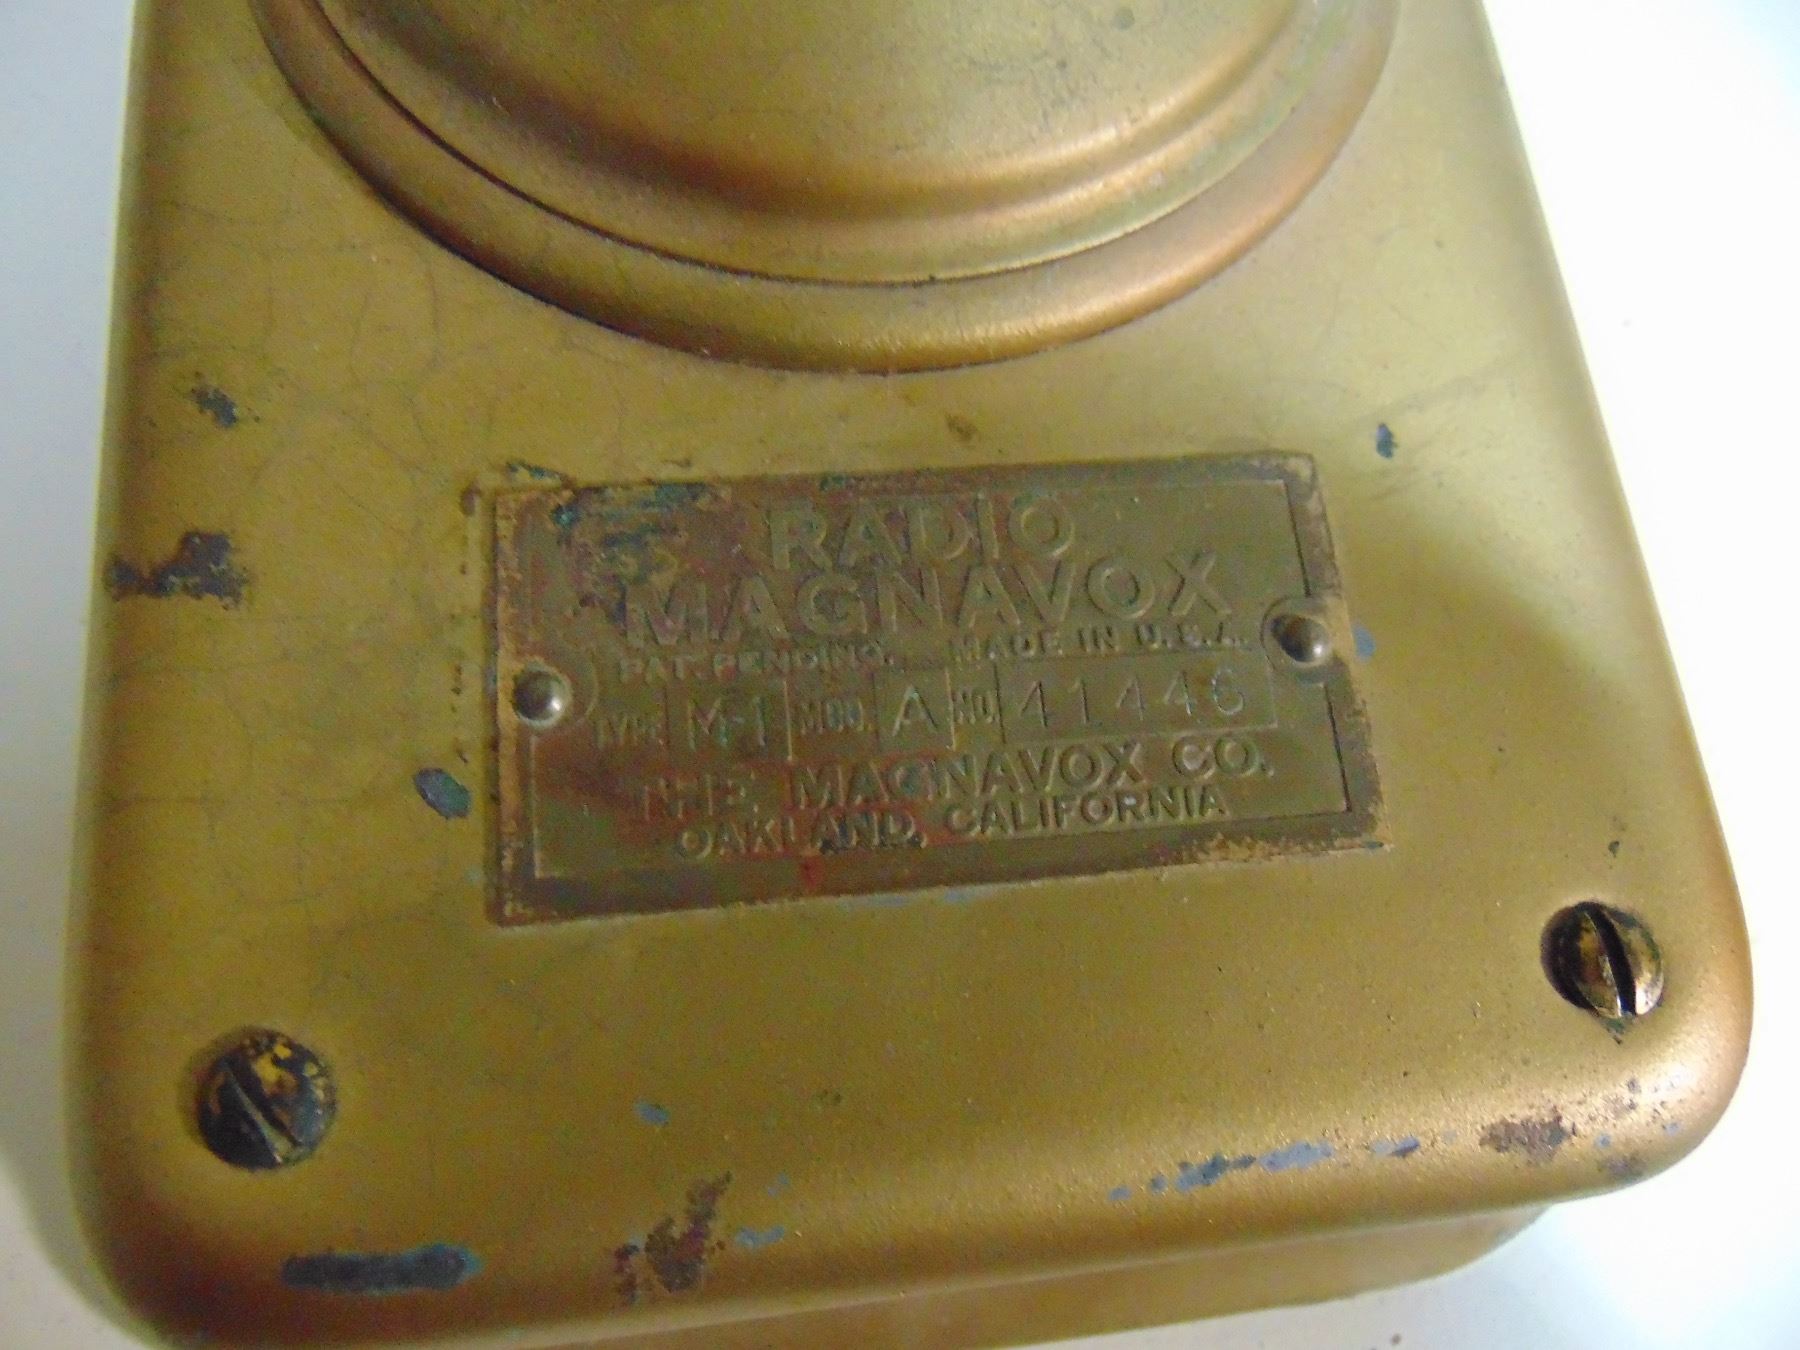 RADIO
MAGNAVOX
PAT. PENDING. MADE IN U.S.A.
TYPE M-1 MOD. A NO. 41446
THE MAGNAVOX CO.
OAKLAND, CALIFORNIA